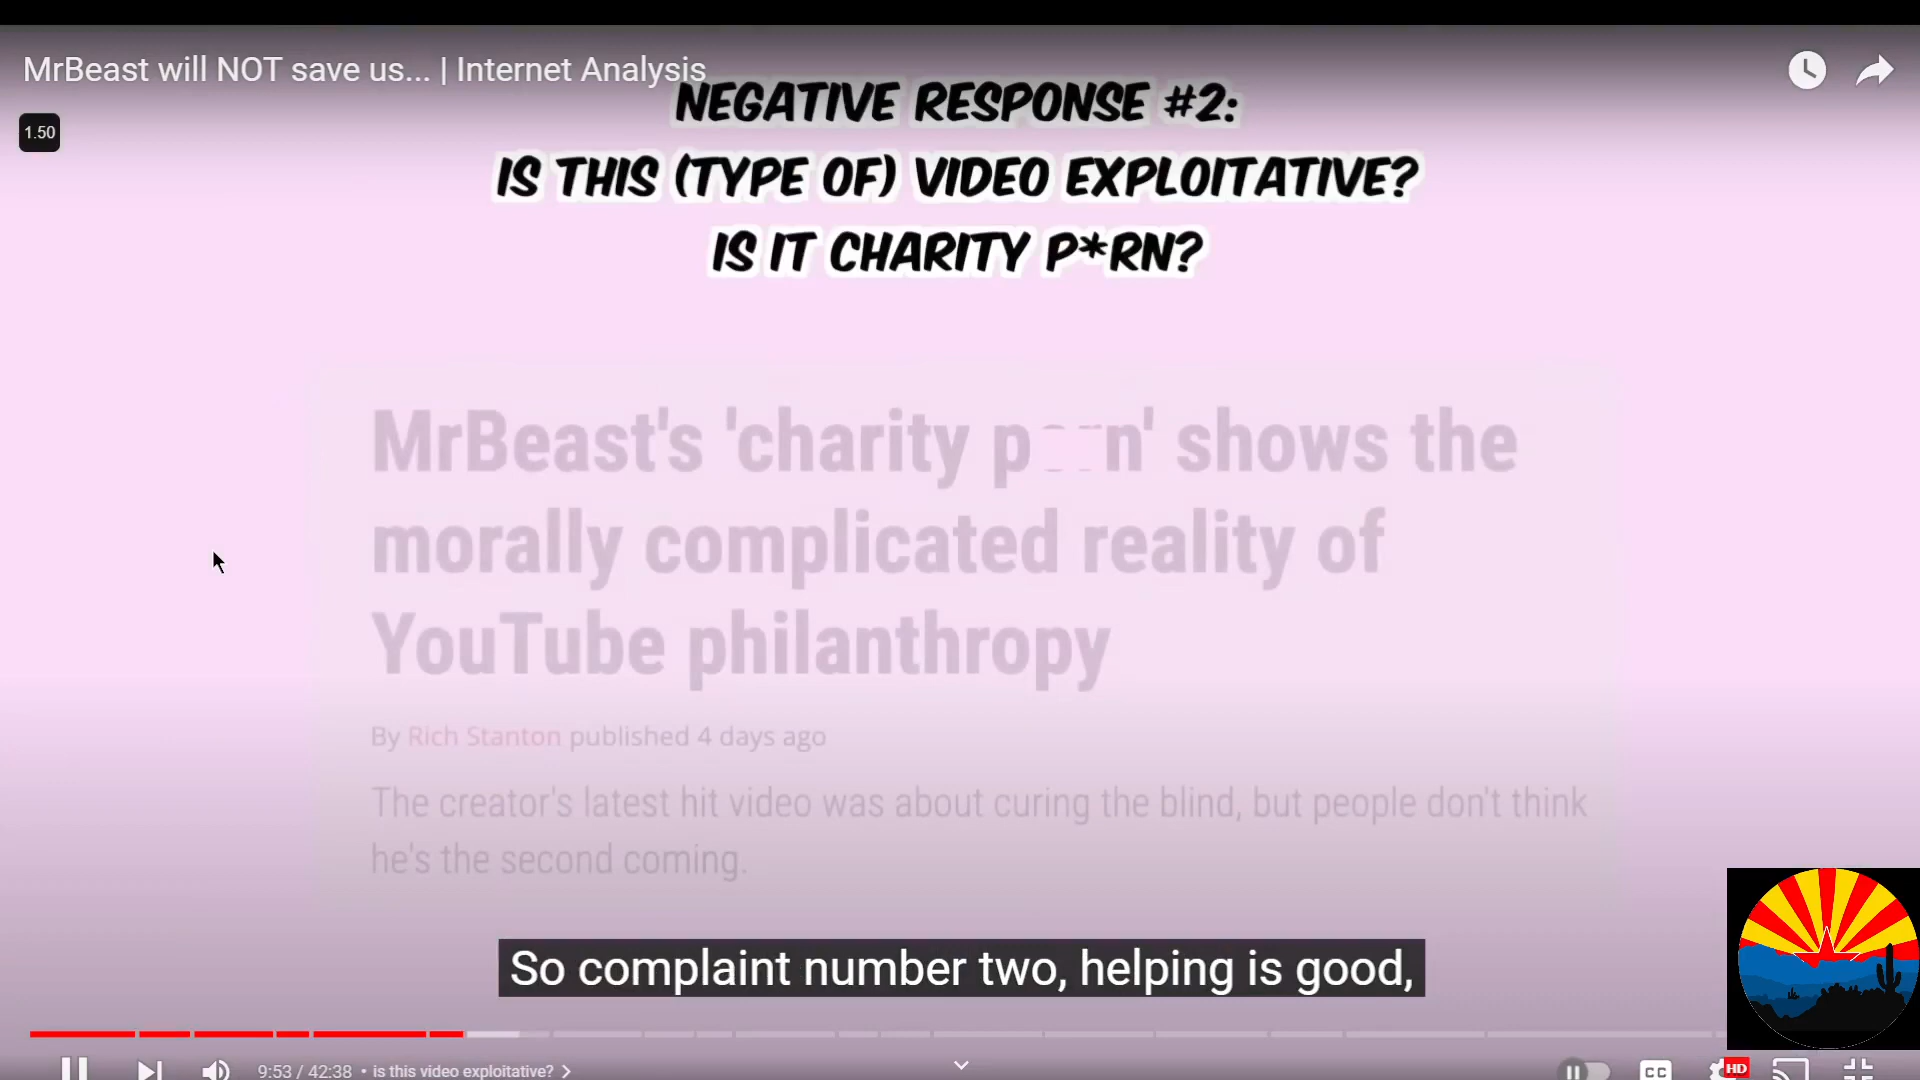 MrBeast will NOT save us... | Internet Analysis
1.50
NEGATIVE RESPONSE #2:
IS THIS (TYPE OF) VIDEO EXPLOITATIVE?
IS IT CHARITY P*RN?
MrBeast's 'charity p n' shows the
morally complicated reality of
YouTube philanthropy
By Rich Stanton published 4 days ago
The creator's latest hit video was about curing the blind, but people don't think
he's the second coming.
So complaint number two, helping is good,
9:53 / 42:38 • is this video exploitative? >
CC
HD